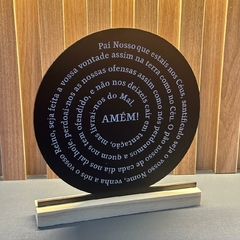 Pai Nosso que estais nos Céus, santificado seja o vosso Nome, venha a nós o vosso Reino, seja feita a vossa vontade assim na terra como no Céu. O pão nosso de cada dia nos dai hoje, perdoai-nos as nossas ofensas assim como nós perdoamos a quem nos tem ofendido, e não nos deixeis cair em tentação, mas livrai-nos do Mal.
AMÉM!